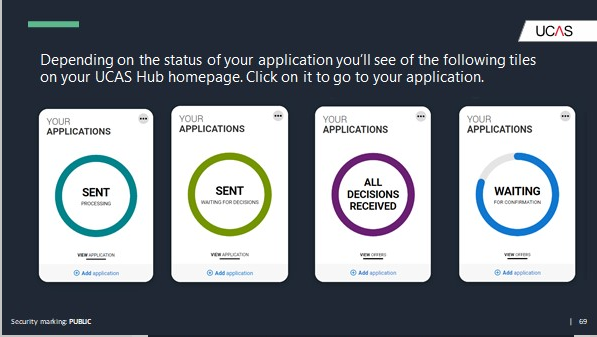 UCAS
Depending on the status of your application you'll see of the following tiles
on your UCAS Hub homepage. Click on it to go to your application.
YOUR
APPLICATIONS
SENT
PROCESSING
VIEW APPLICATION
Add application
YOUR
APPLICATIONS
SENT
WAITING FOR DECISIONS
VIEW APPLICATION
Add application
YOUR
APPLICATIONS
ALL
DECISIONS
RECEIVED
VIEW OFFERS
Add application
YOUR
APPLICATIONS
WAITING
FOR CONFIRMATION
VIEW OFFERS
Add application
Security marking: PUBLIC
| 69